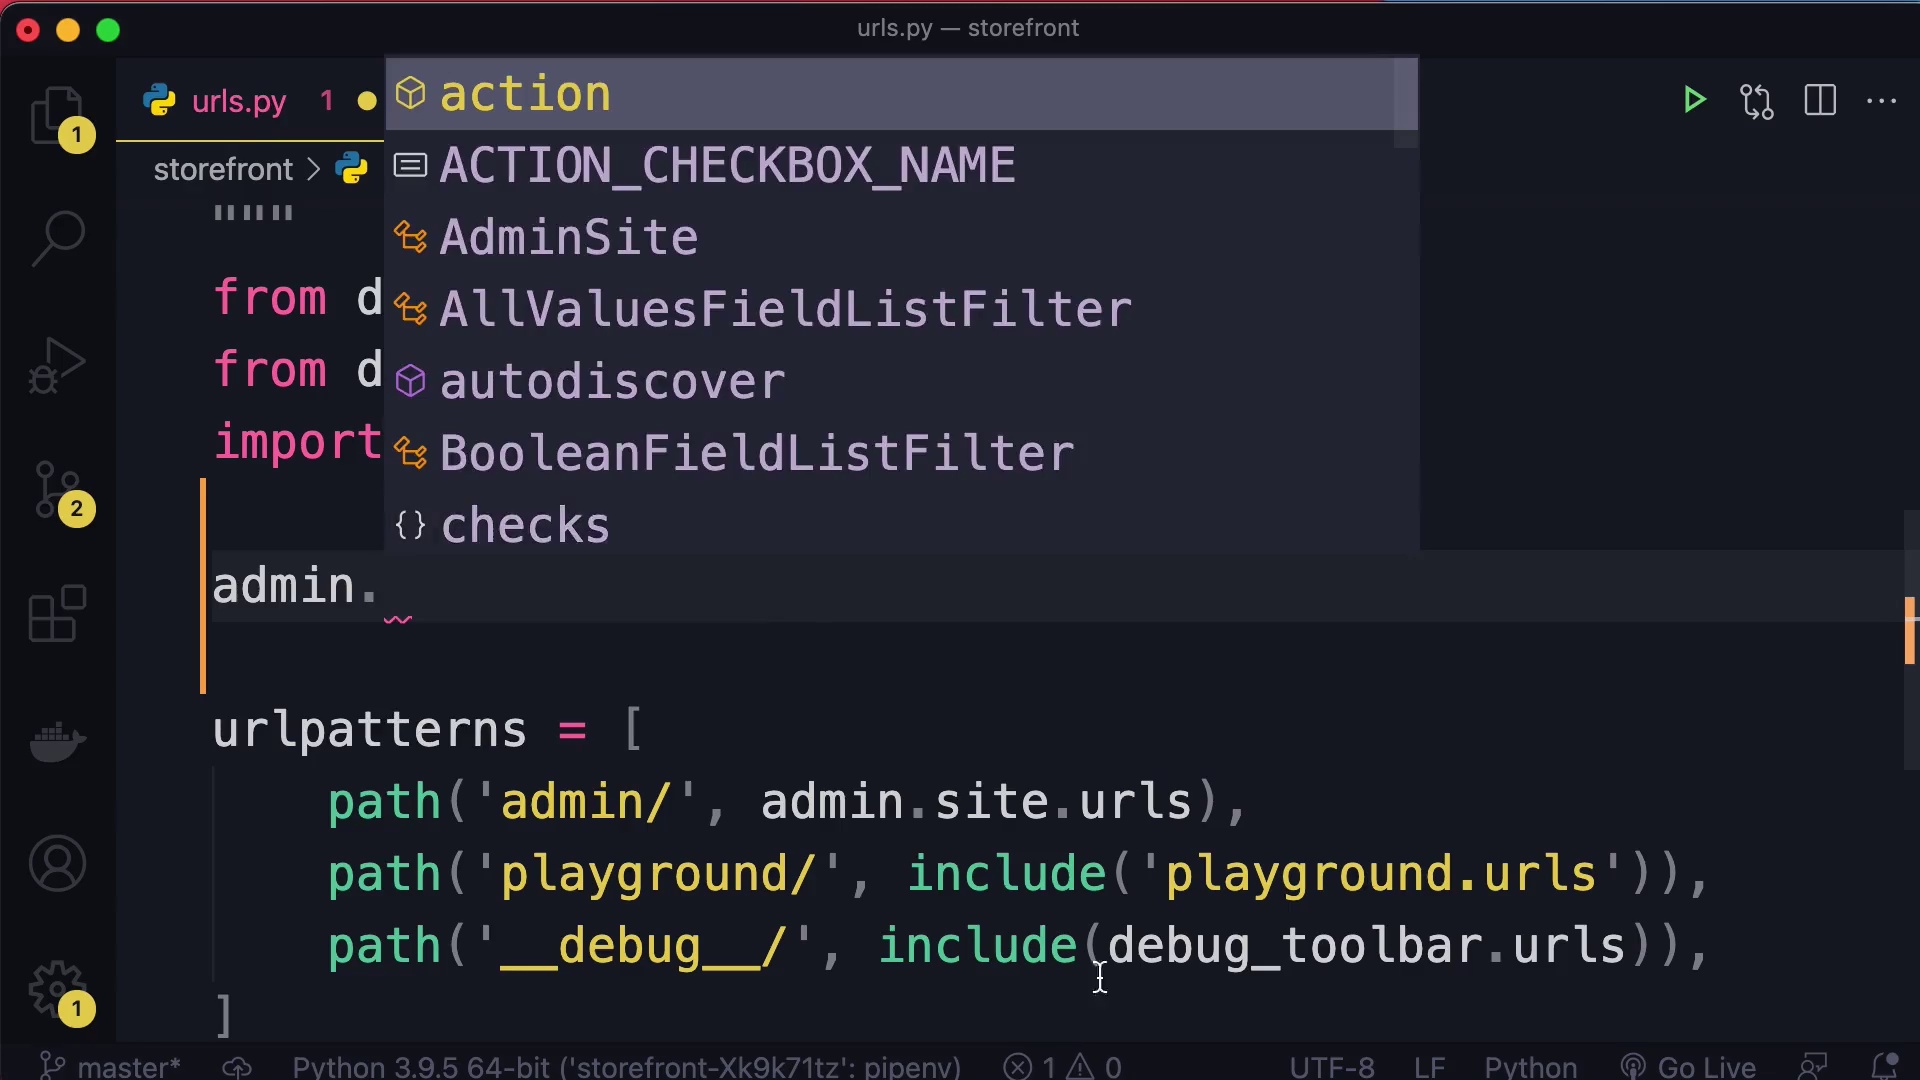 urls.py — storefront
urls.py 1
action
ACTION_CHECKBOX_NAME
AdminSite
AllValuesFieldListFilter
autodiscover
BooleanFieldListFilter
checks
1
storefront >
"""
from d
from d
import
2
admin.
urlpatterns = [
path('admin/', admin.site.urls),
path('playground/', include('playground.urls')),
path('__debug__/', include(debug_toolbar.urls)),
]
1
master* Python 3.9.5 64-bit ('storefront-Xk9k71tz': pipenv) 1 0 UTF-8 LF Python Go Live